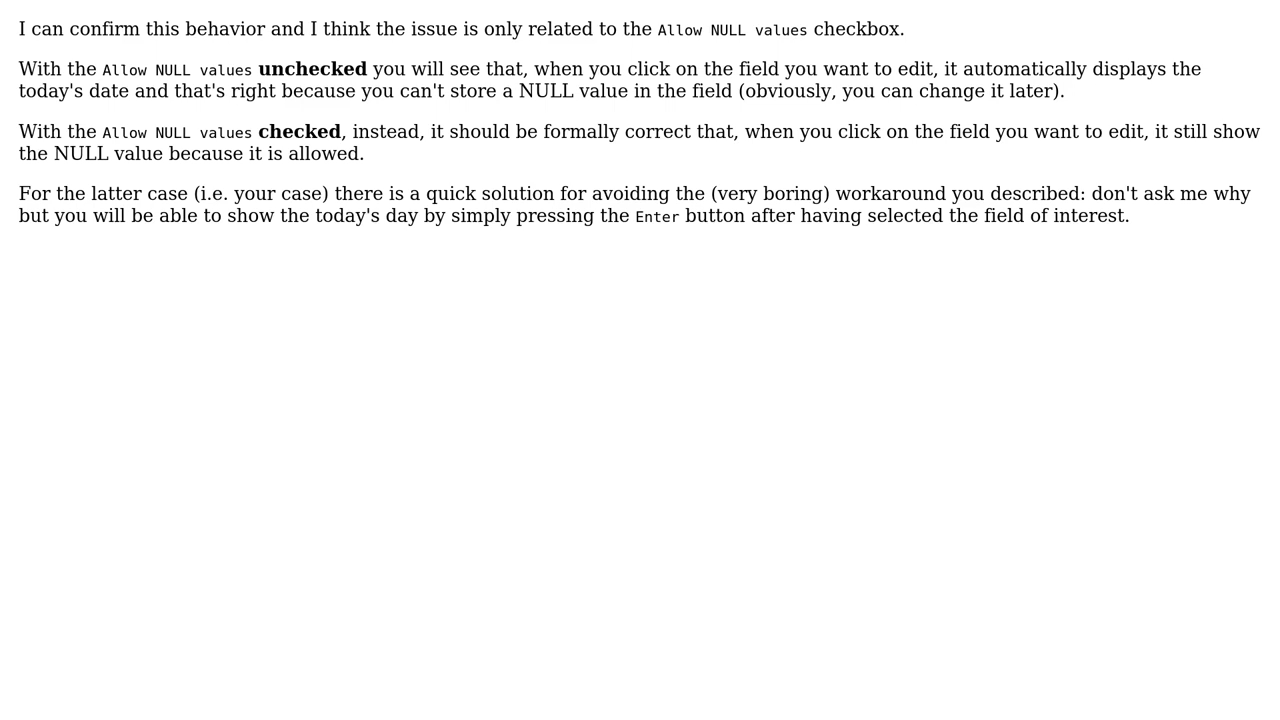 I can confirm this behavior and I think the issue is only related to the Allow NULL values checkbox.
With the Allow NULL values unchecked you will see that, when you click on the field you want to edit, it automatically displays the
today's date and that's right because you can't store a NULL value in the field (obviously, you can change it later).
With the Allow NULL values checked, instead, it should be formally correct that, when you click on the field you want to edit, it still show
the NULL value because it is allowed.
For the latter case (i.e. your case) there is a quick solution for avoiding the (very boring) workaround you described: don't ask me why
but you will be able to show the today's day by simply pressing the Enter button after having selected the field of interest.